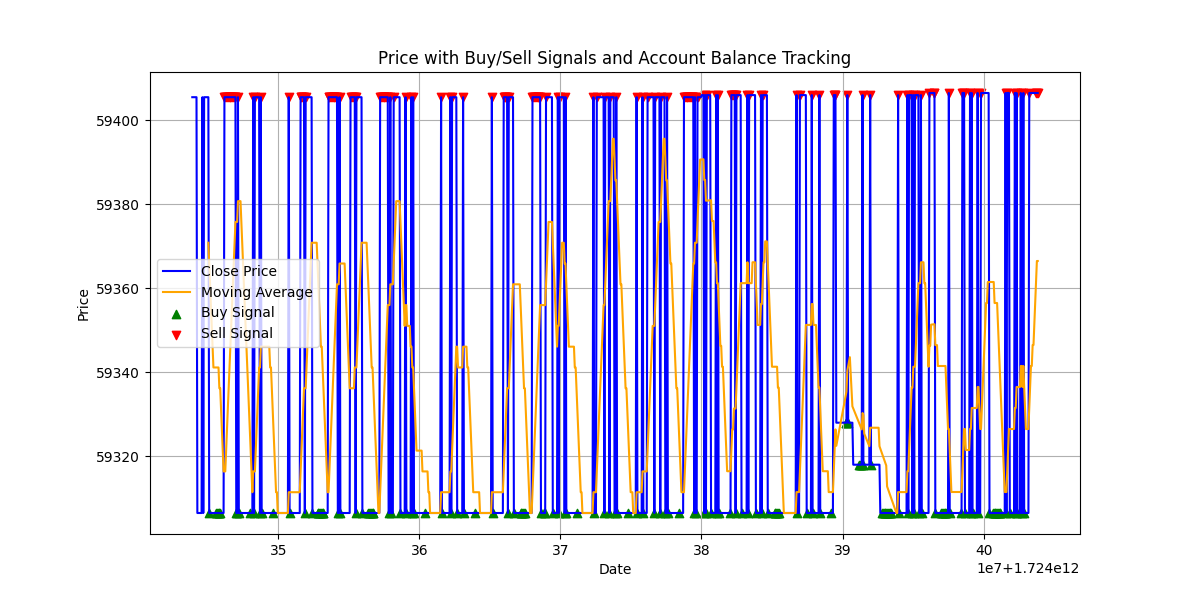 Price with Buy/Sell Signals and Account Balance Tracking
59400
59380
59360
59340
59320
Price
Close Price
Moving Average
Buy Signal
Sell Signal
35 36 37 38 39 40
Date
1e7+1.724e12